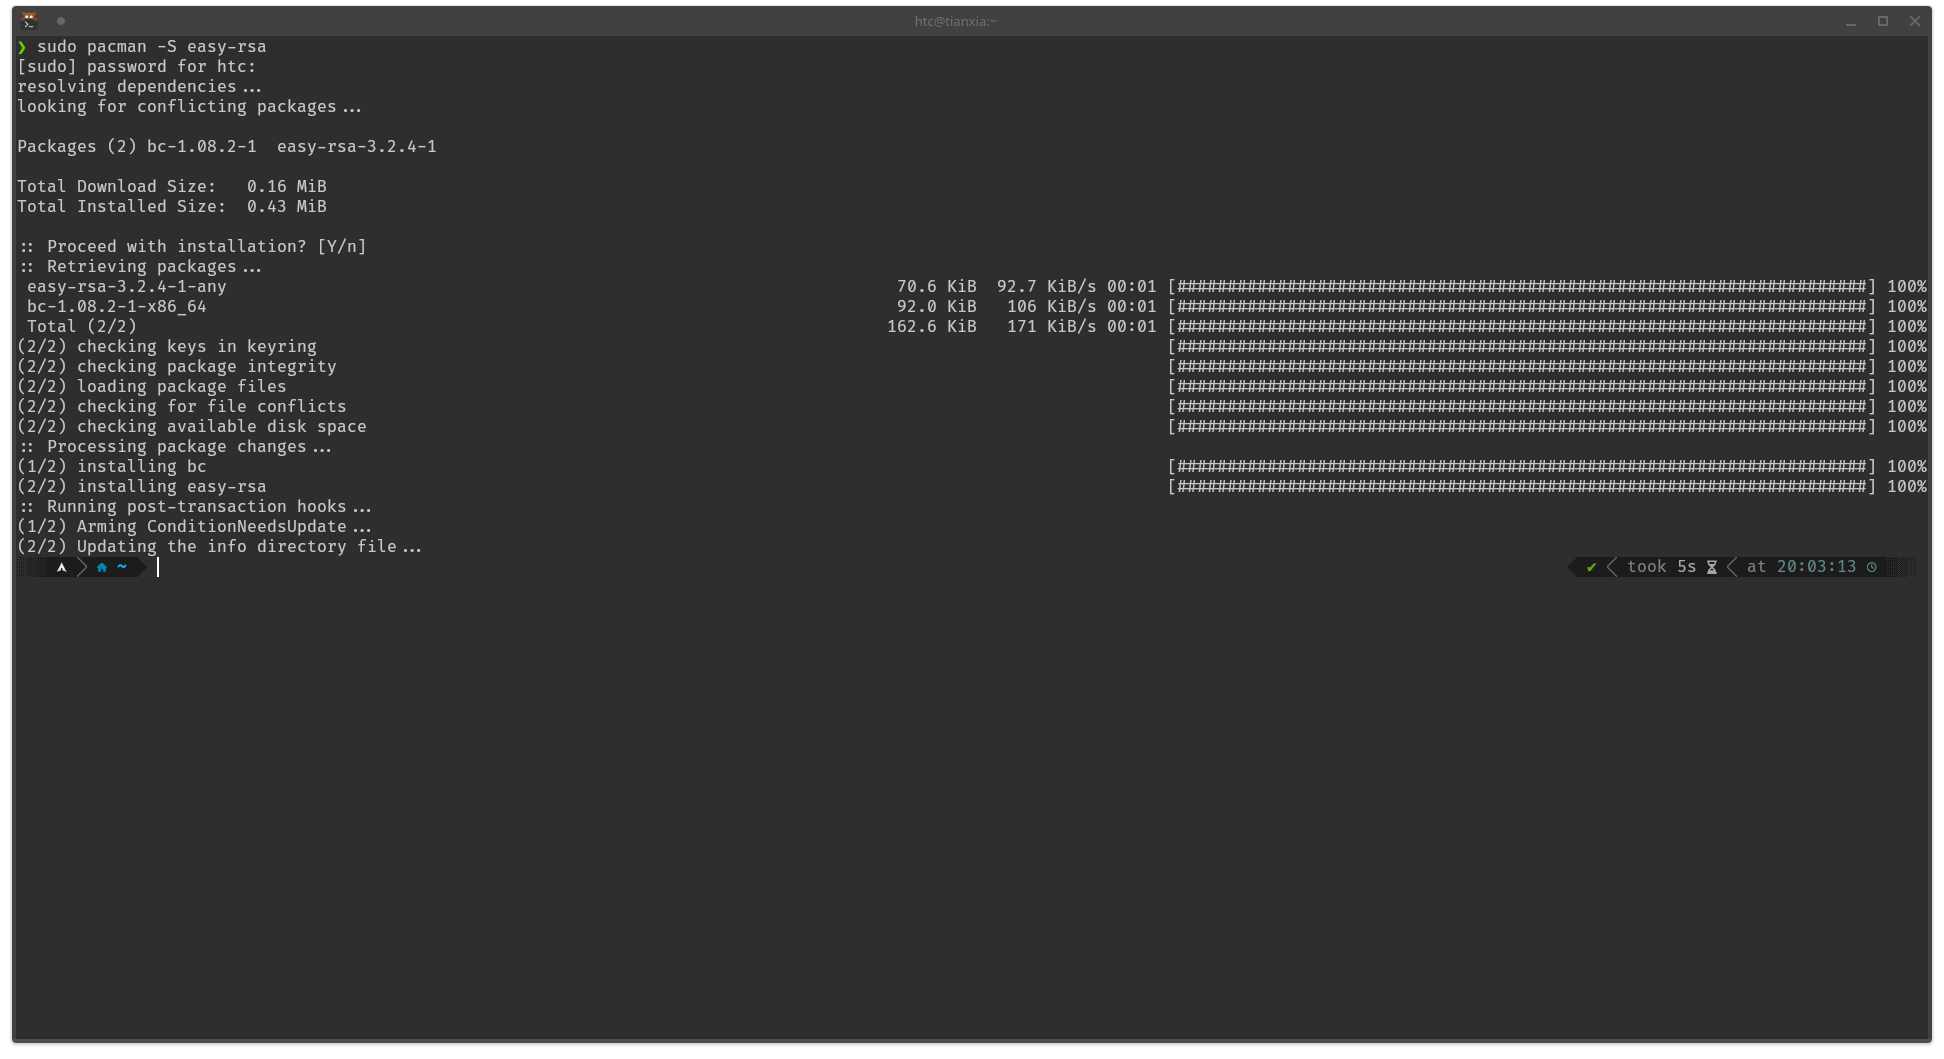 htc@tianxia:~
❯ sudo pacman -S easy-rsa
[sudo] password for htc:
resolving dependencies...
looking for conflicting packages...
Packages (2) bc-1.08.2-1  easy-rsa-3.2.4-1
Total Download Size:   0.16 MiB
Total Installed Size:  0.43 MiB
:: Proceed with installation? [Y/n]
:: Retrieving packages...
easy-rsa-3.2.4-1-any 70.6 KiB  92.7 KiB/s 00:01 [#####################################################################] 100%
bc-1.08.2-1-x86_64 92.0 KiB   106 KiB/s 00:01 [#####################################################################] 100%
Total (2/2) 162.6 KiB   171 KiB/s 00:01 [#####################################################################] 100%
(2/2) checking keys in keyring [#####################################################################] 100%
(2/2) checking package integrity [#####################################################################] 100%
(2/2) loading package files [#####################################################################] 100%
(2/2) checking for file conflicts [#####################################################################] 100%
(2/2) checking available disk space [#####################################################################] 100%
:: Processing package changes...
(1/2) installing bc [#####################################################################] 100%
(2/2) installing easy-rsa [#####################################################################] 100%
:: Running post-transaction hooks...
(1/2) Arming ConditionNeedsUpdate...
(2/2) Updating the info directory file...
~ ✔ took 5s at 20:03:13